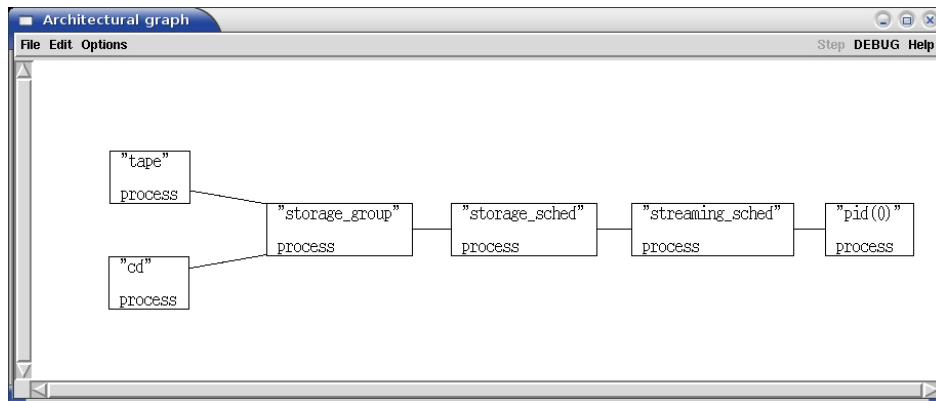 Architectural graph
File Edit Options Step DEBUG Help
"tape"
process
"storage_group" "storage_sched" "streaming_sched" "pid(0)"
process process process process
"cd"
process